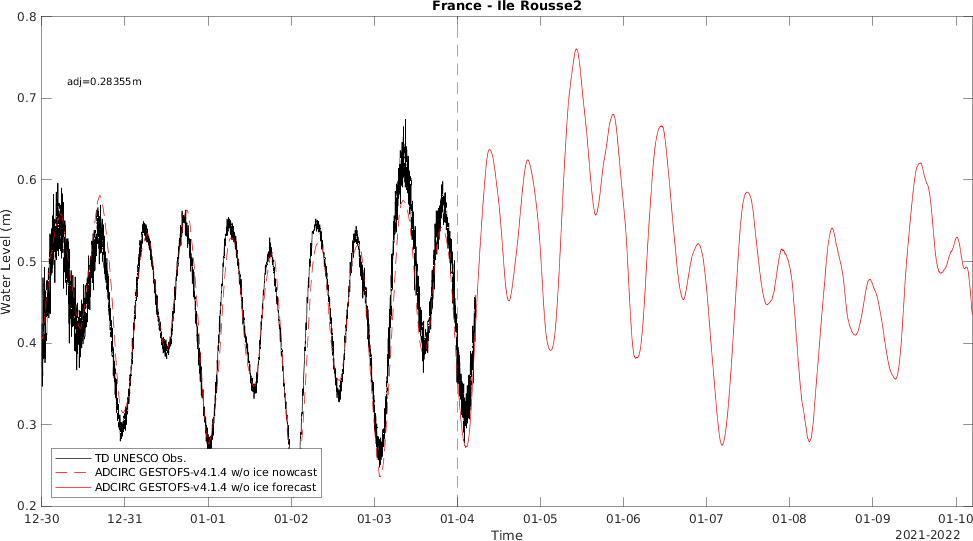 France - Ile Rousse2
adj=0.28355m
Water Level (m)
0.8
0.7
0.6
0.5
0.4
0.3
0.2
TD UNESCO Obs.
ADCIRC GESTOFS-v4.1.4 w/o ice nowcast
ADCIRC GESTOFS-v4.1.4 w/o ice forecast
12-30 12-31 01-01 01-02 01-03 01-04 01-05 01-06 01-07 01-08 01-09 01-10
Time
2021-2022